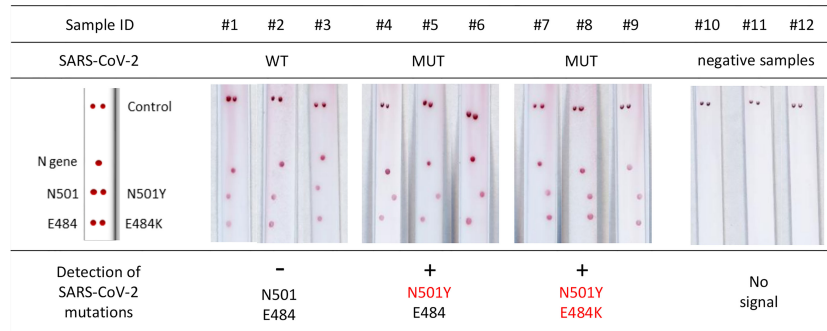 Sample ID #1 #2 #3 #4 #5 #6 #7 #8 #9 #10 #11 #12
SARS-CoV-2 WT MUT MUT negative samples
Control
N gene
N501 N501Y
E484 E484K
Detection of - + + No
SARS-CoV-2 N501 N501Y N501Y signal
mutations E484 E484 E484K